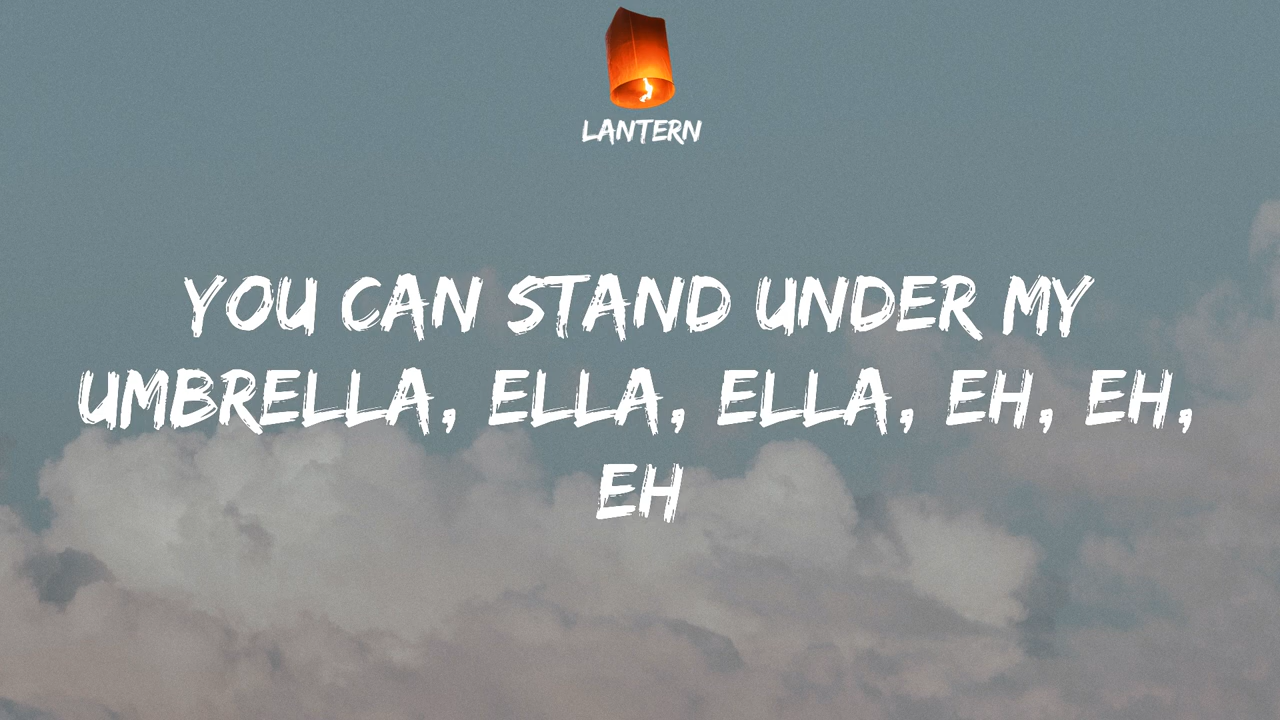 LANTERN
YOU CAN STAND UNDER MY
UMBRELLA, ELLA, ELLA, EH, EH,
EH